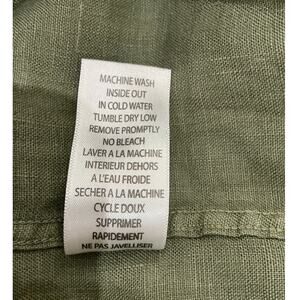 MACHINE WASH
INSIDE OUT
IN COLD WATER
TUMBLE DRY LOW
REMOVE PROMPTLY
NO BLEACH
LAVER A LA MACHINE
INTERIEUR DEHORS
A L'EAU FROIDE
SECHER A LA MACHINE
CYCLE DOUX
SUPPRIMER
RAPIDEMENT
NE PAS JAVELLISER